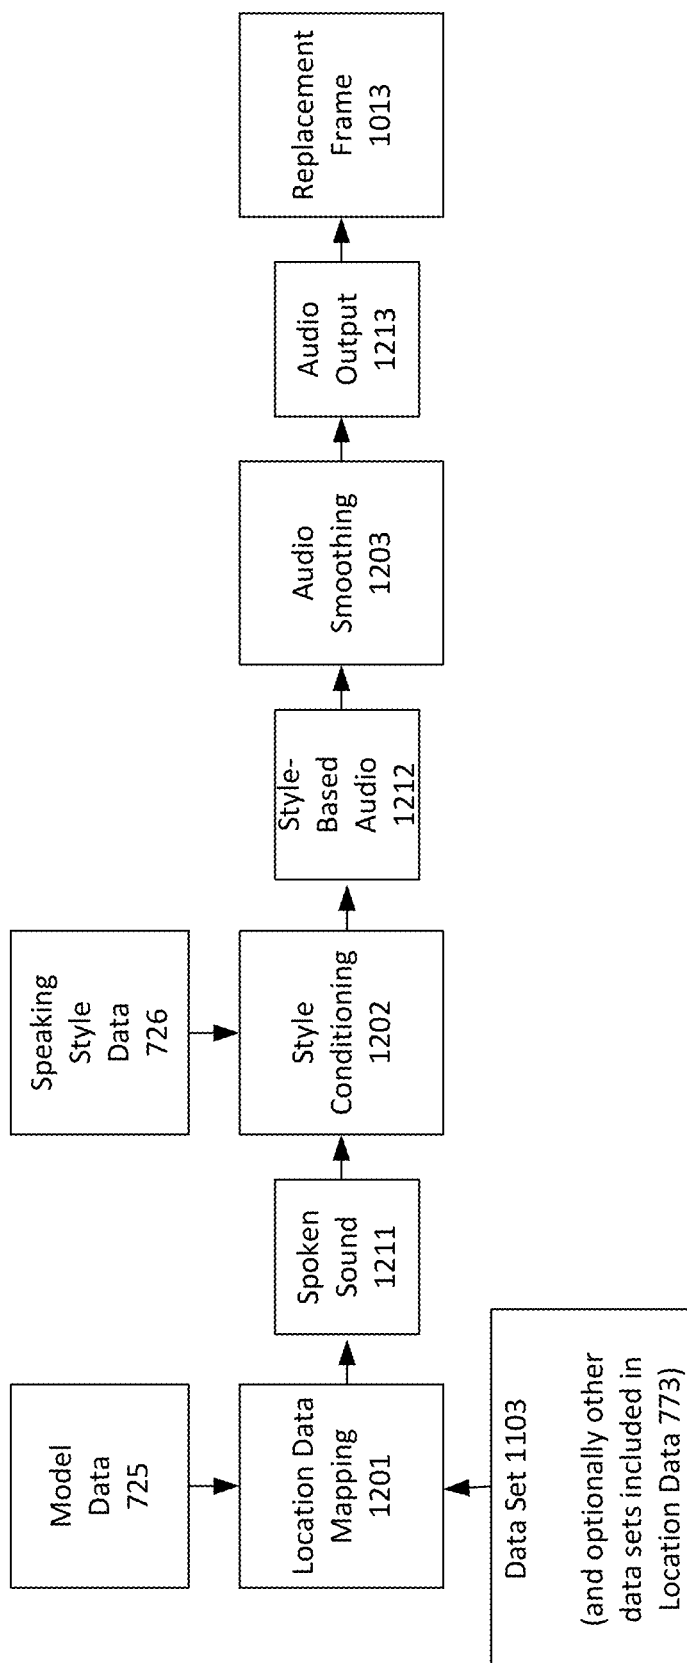 Model
Data
725
Speaking
Style
Data
726
Location Data
Mapping
1201
Spoken
Sound
1211
Style
Conditioning
1202
Style-
Based
Audio
1212
Audio
Smoothing
1203
Audio
Output
1213
Replacement
Frame
1013
Data Set 1103
(and optionally other
data sets included in
Location Data 773)